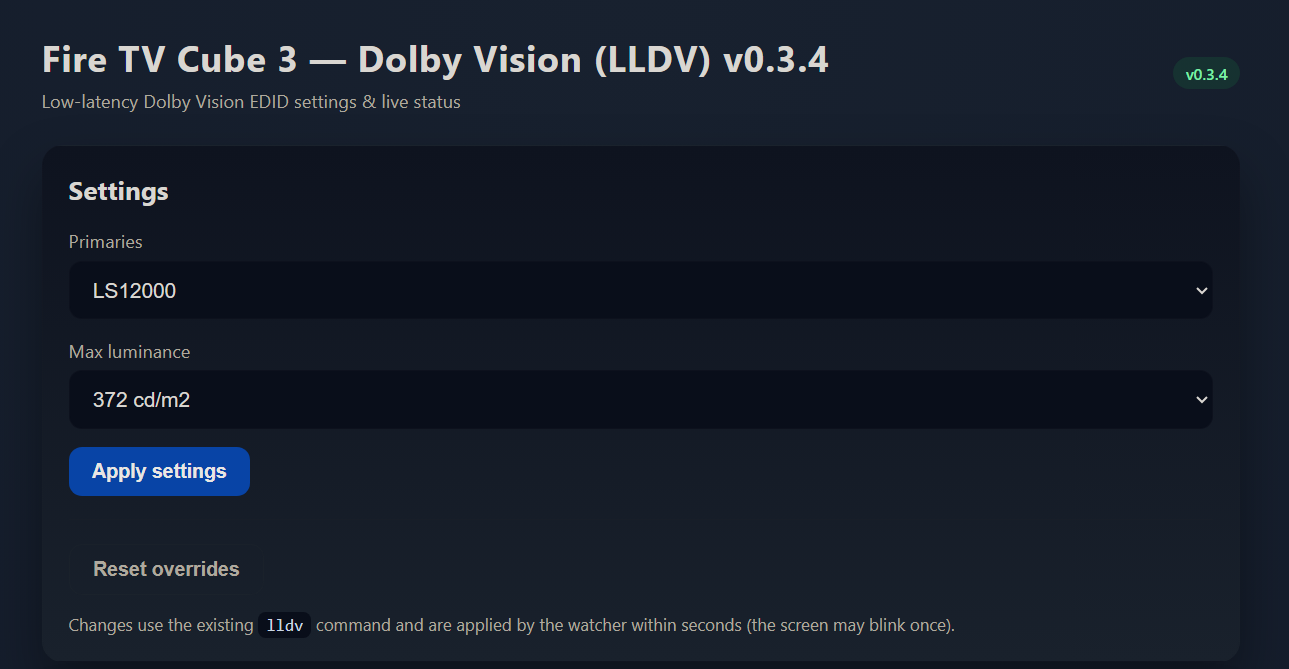 Fire TV Cube 3 — Dolby Vision (LLDV) v0.3.4
v0.3.4
Low-latency Dolby Vision EDID settings & live status
Settings
Primaries
LS12000
Max luminance
372 cd/m2
Apply settings
Reset overrides
Changes use the existing lldv command and are applied by the watcher within seconds (the screen may blink once).